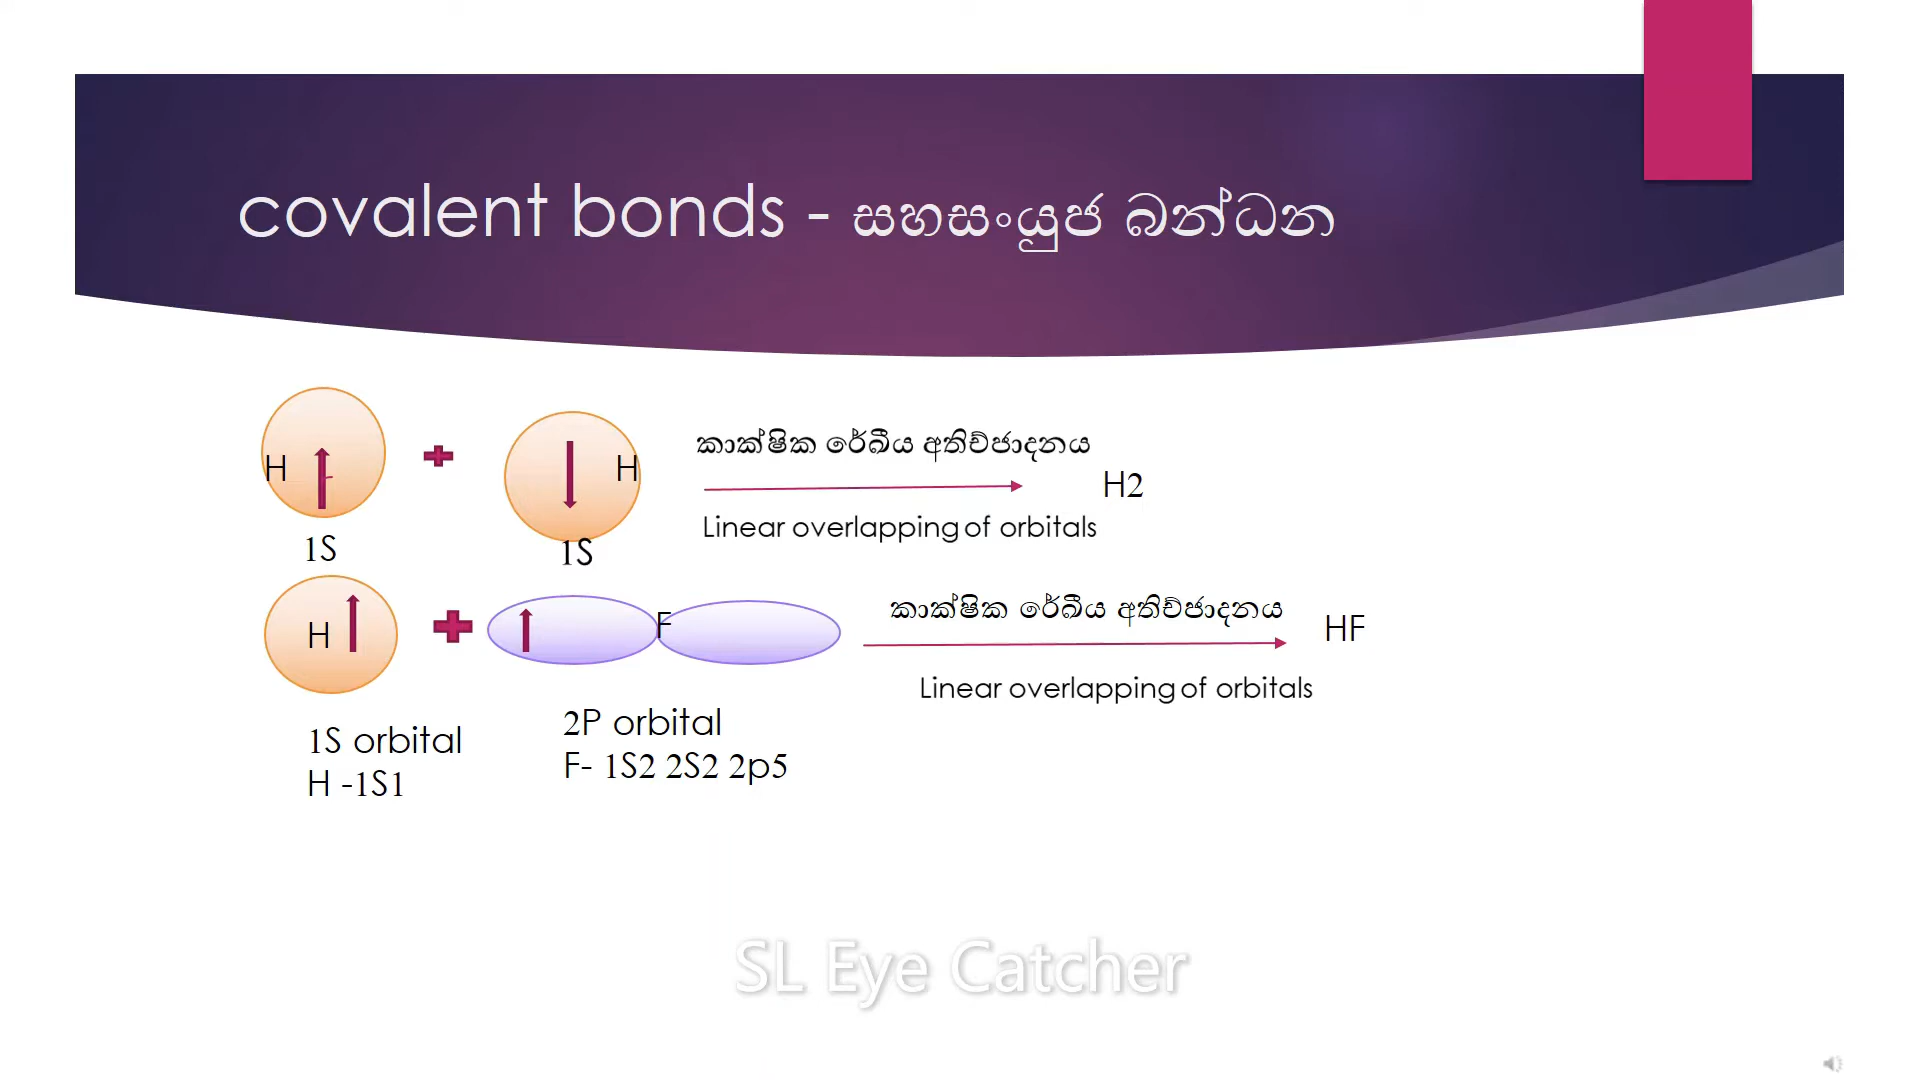 covalent bonds - සහසංයුජ බන්ධන
කාක්ෂික රේඛීය අතිච්ඡාදනය
H
H
H2
Linear overlapping of orbitals
1S
1S
කාක්ෂික රේඛීය අතිච්ඡාදනය
H
F
HF
Linear overlapping of orbitals
1S orbital
H -1S1
2P orbital
F- 1S2 2S2 2p5
SL Eye Catcher